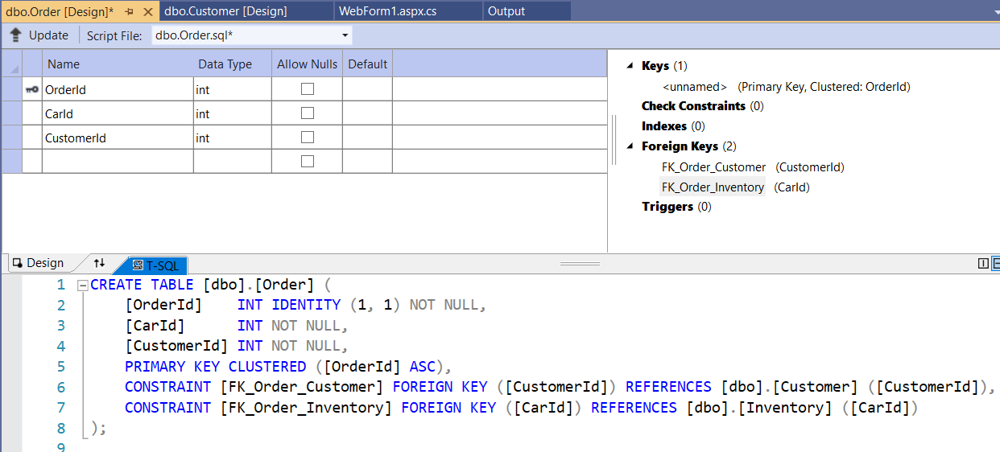 dbo.Order [Design]* dbo.Customer [Design] WebForm1.aspx.cs Output
Update Script File: dbo.Order.sql*
Name Data Type Allow Nulls Default
OrderId int
CarId int
CustomerId int
Keys (1)
<unnamed> (Primary Key, Clustered: OrderId)
Check Constraints (0)
Indexes (0)
Foreign Keys (2)
FK_Order_Customer (CustomerId)
FK_Order_Inventory (CarId)
Triggers (0)
Design T-SQL
1 CREATE TABLE [dbo].[Order] (
2 [OrderId] INT IDENTITY (1, 1) NOT NULL,
3 [CarId] INT NOT NULL,
4 [CustomerId] INT NOT NULL,
5 PRIMARY KEY CLUSTERED ([OrderId] ASC),
6 CONSTRAINT [FK_Order_Customer] FOREIGN KEY ([CustomerId]) REFERENCES [dbo].[Customer] ([CustomerId]),
7 CONSTRAINT [FK_Order_Inventory] FOREIGN KEY ([CarId]) REFERENCES [dbo].[Inventory] ([CarId])
8 );
9